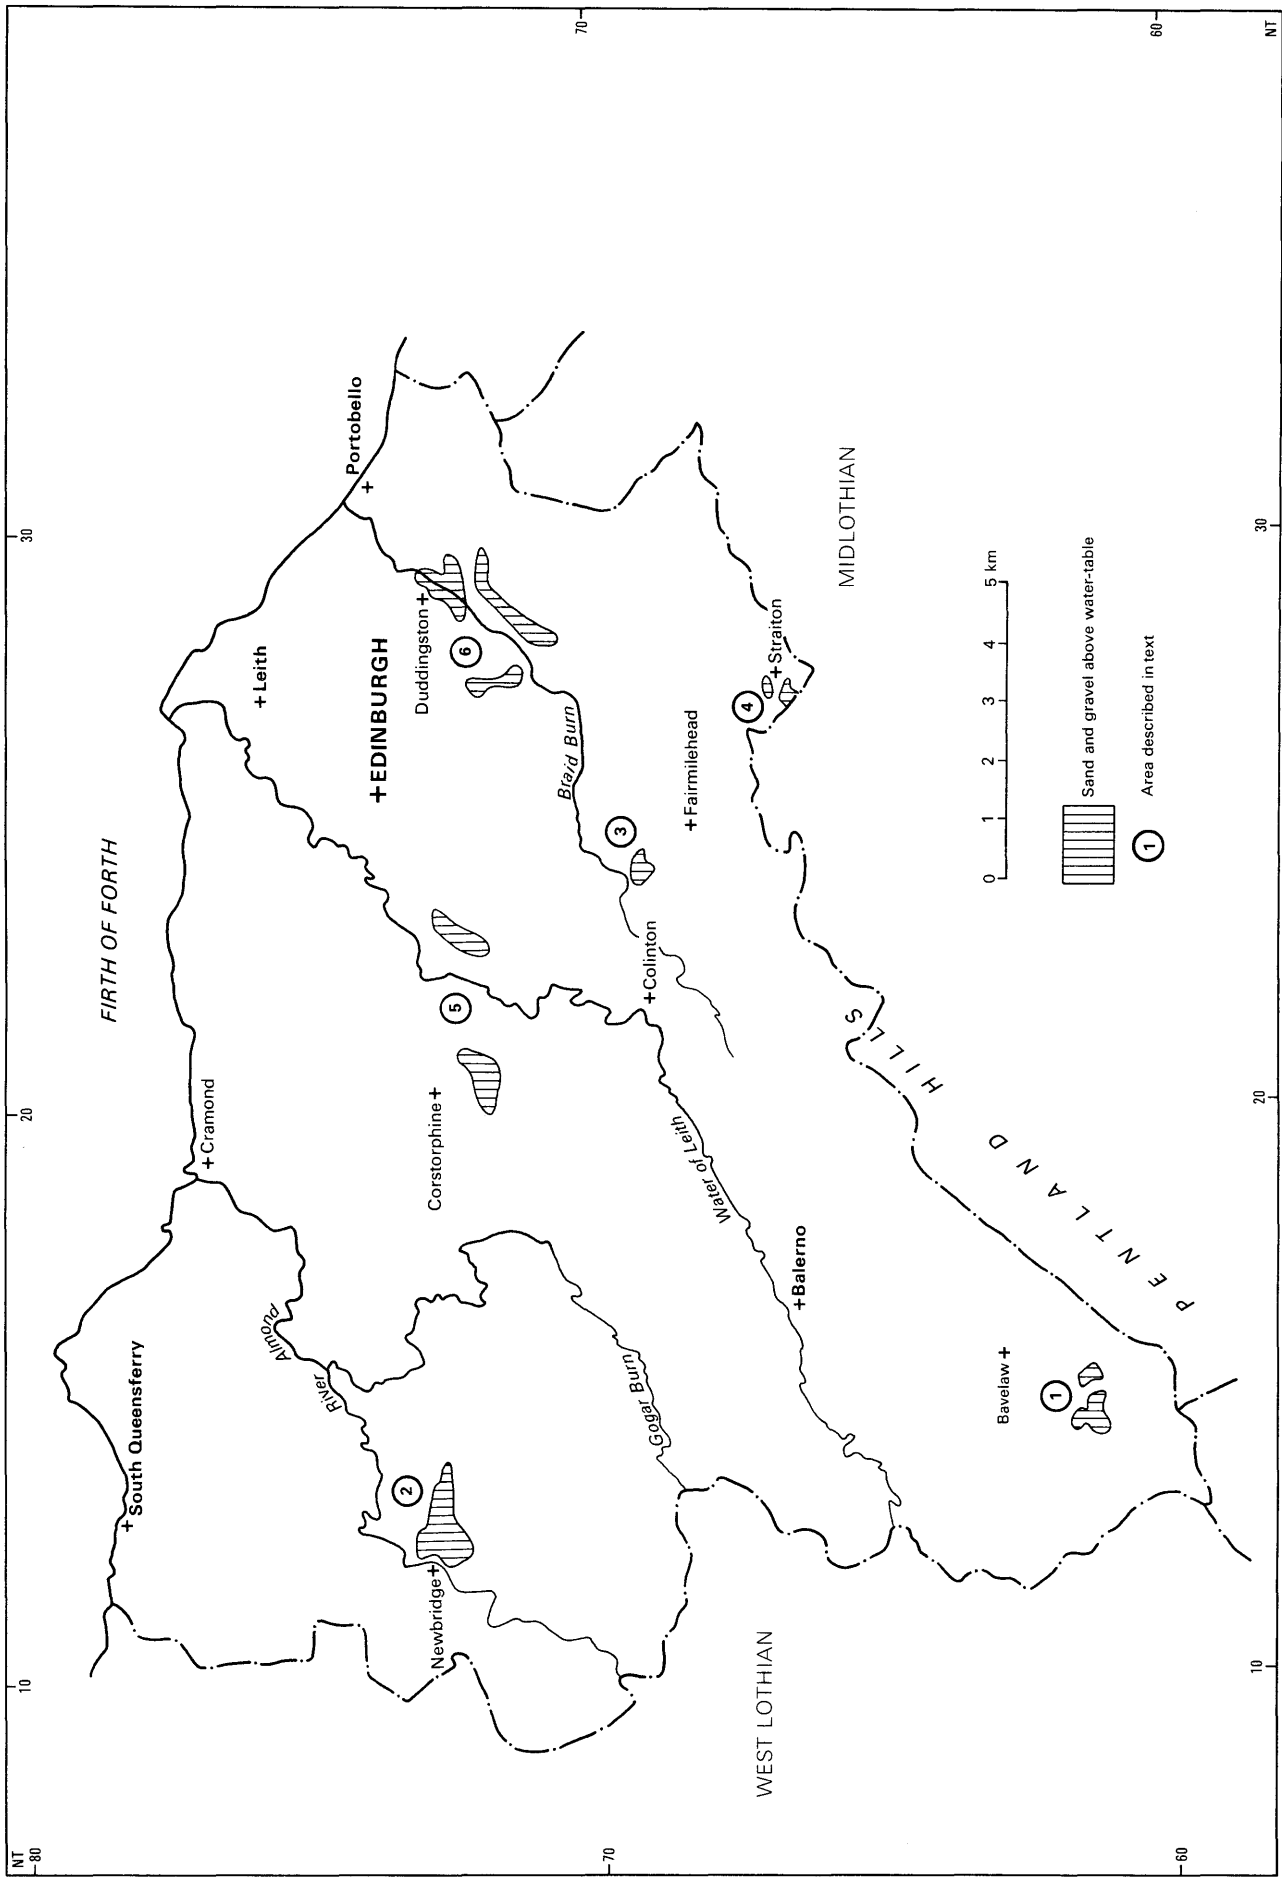 NT
80
70
60
10
20
30
FIRTH OF FORTH
+South Queensferry
+Cramond
+Leith
River Almond
+EDINBURGH
+Portobello
Newbridge+
2
Corstorphine+
5
Duddingston+
6
Gogar Burn
Water of Leith
+Colinton
3
Braid Burn
+Balerno
+Fairmilehead
4
+Straiton
WEST LOTHIAN
MIDLOTHIAN
Bavelaw+
1
PENTLAND HILLS
0 1 2 3 4 5 km
Sand and gravel above water-table
1
Area described in text
10
20
30
70
60
NT